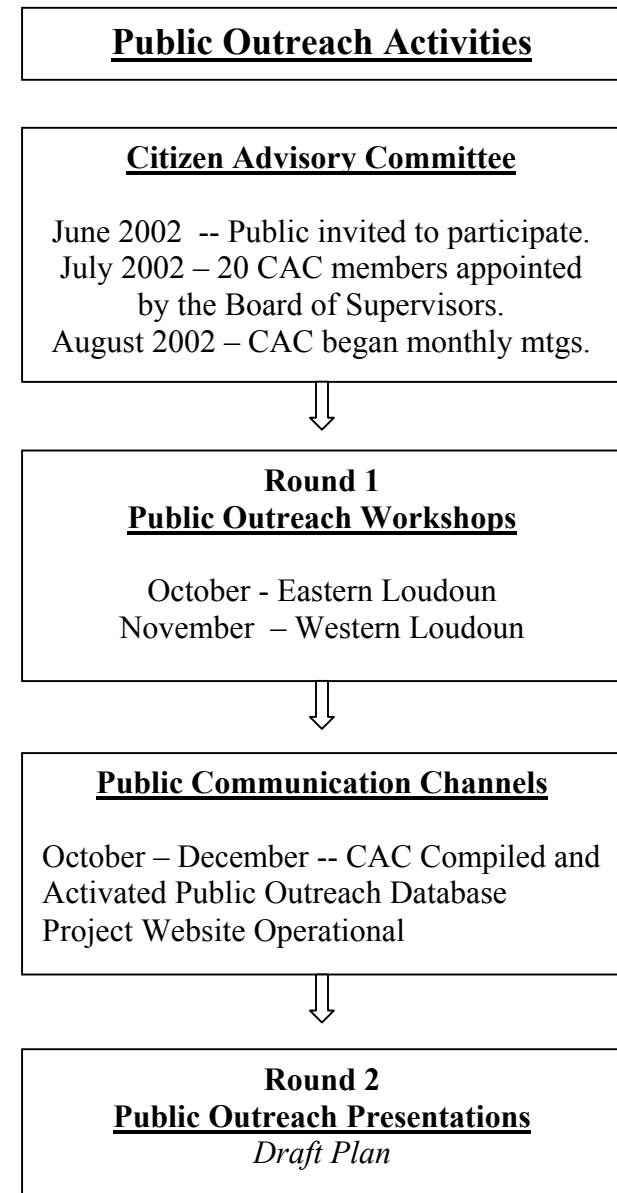 Public Outreach Activities
Citizen Advisory Committee
June 2002 -- Public invited to participate.
July 2002 – 20 CAC members appointed
by the Board of Supervisors.
August 2002 – CAC began monthly mtgs.
Round 1
Public Outreach Workshops
October - Eastern Loudoun
November – Western Loudoun
Public Communication Channels
October – December -- CAC Compiled and
Activated Public Outreach Database
Project Website Operational
Round 2
Public Outreach Presentations
Draft Plan